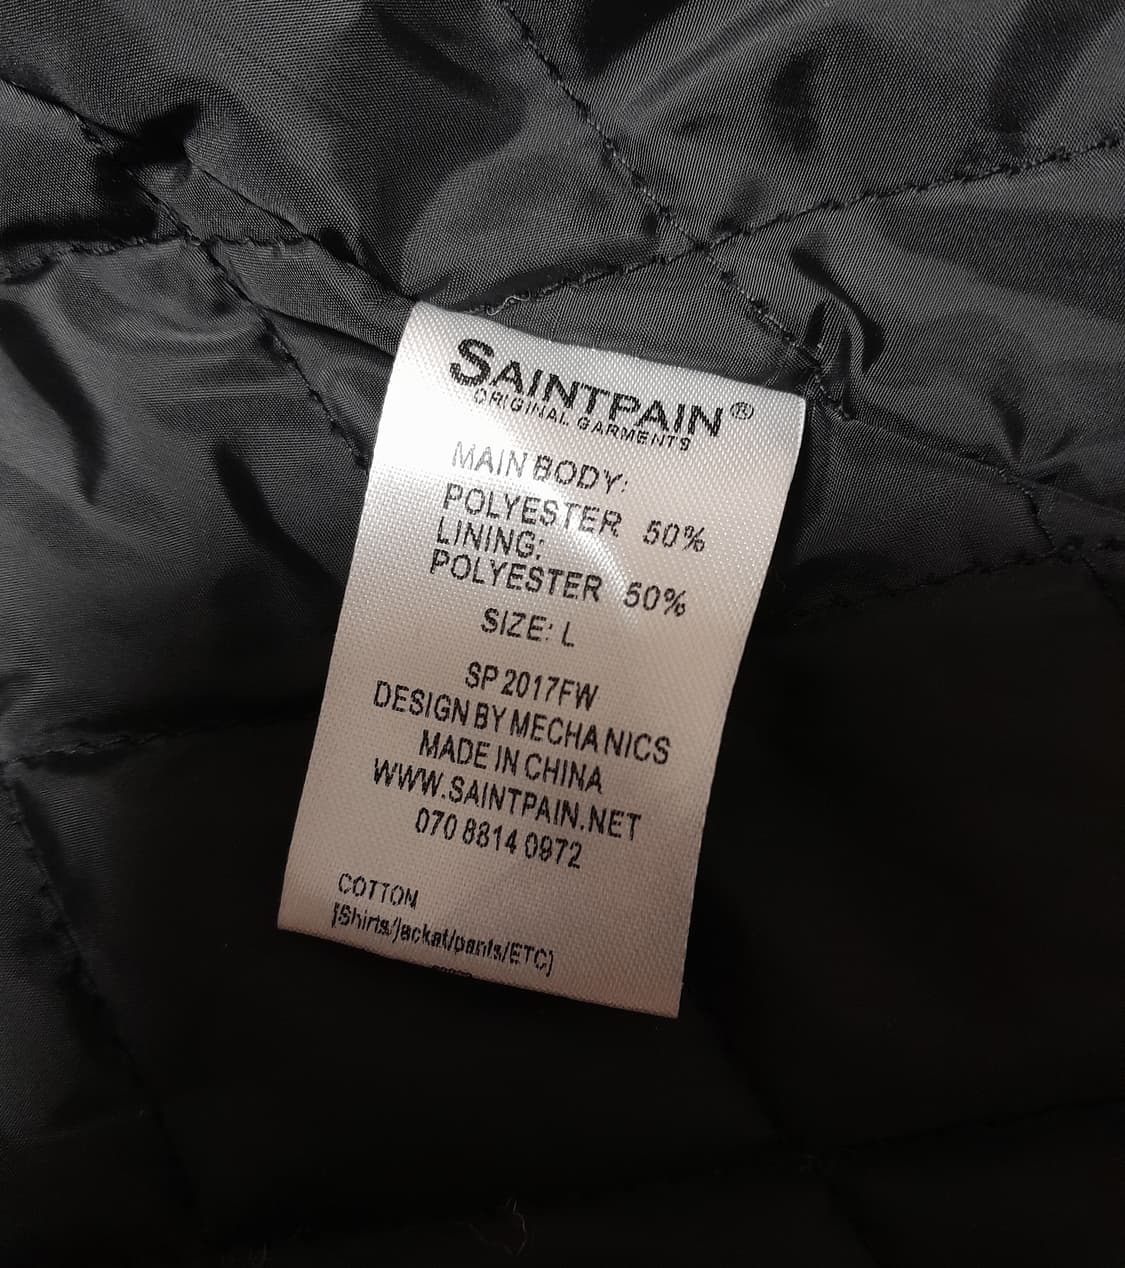 SAINTPAIN®
ORIGINAL GARMENTS
MAIN BODY:
POLYESTER 50%
LINING:
POLYESTER 50%
SIZE: L
SP 2017FW
DESIGN BY MECHANICS
MADE IN CHINA
WWW.SAINTPAIN.NET
070 8814 0972
COTTON
[Shirts/Jackat/pants/ETC]